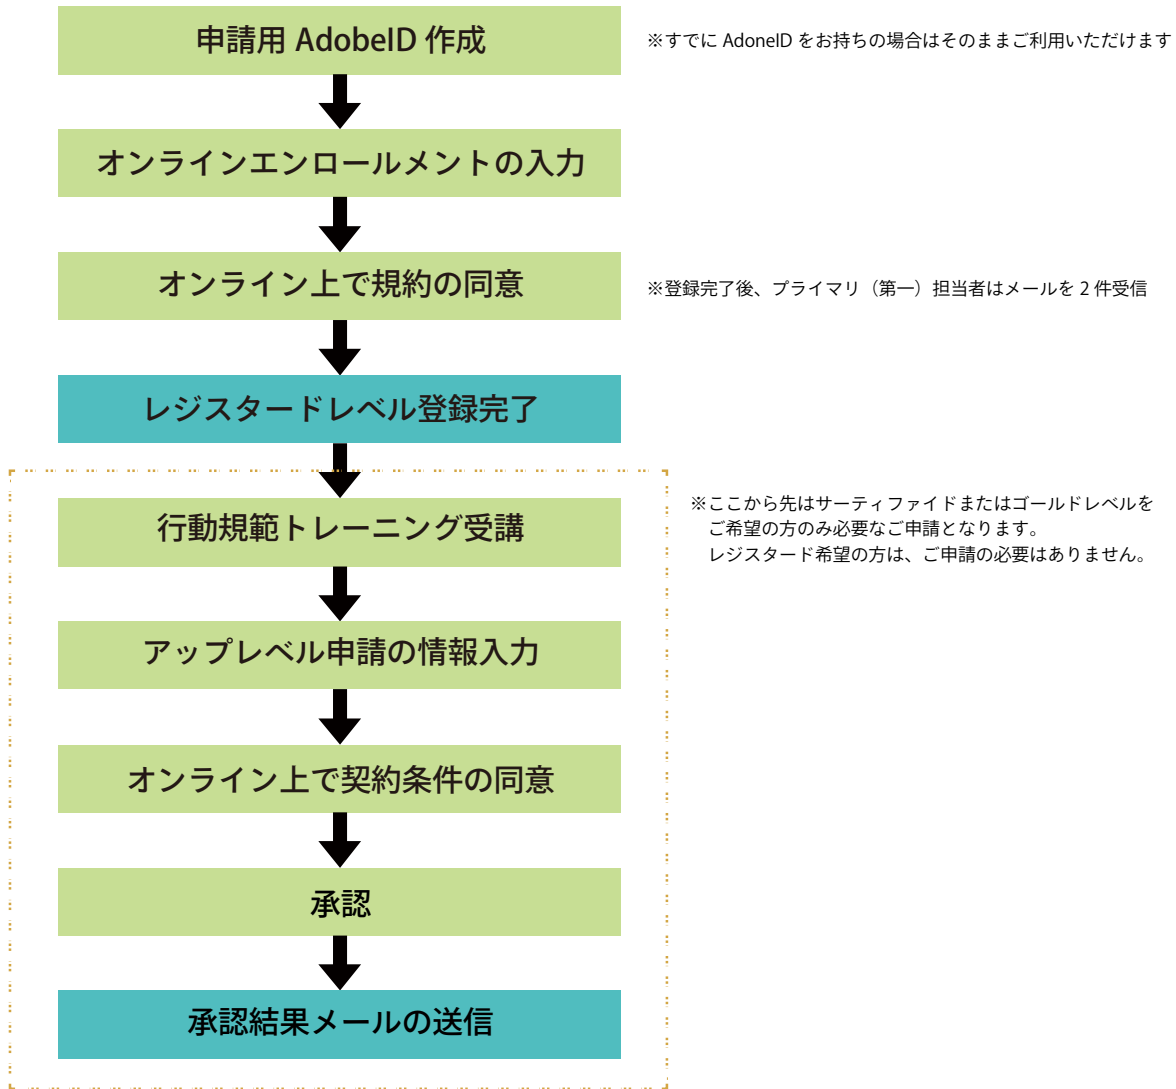 申請用 AdobeID 作成
※すでに AdoneID をお持ちの場合はそのままご利用いただけます
オンラインエンロールメントの入力
オンライン上で規約の同意
※登録完了後、プライマリ（第一）担当者はメールを 2 件受信
レジスタードレベル登録完了
行動規範トレーニング受講
※ここから先はサーティファイドまたはゴールドレベルを
ご希望の方のみ必要なご申請となります。
レジスタード希望の方は、ご申請の必要はありません。
アップレベル申請の情報入力
オンライン上で契約条件の同意
承認
承認結果メールの送信